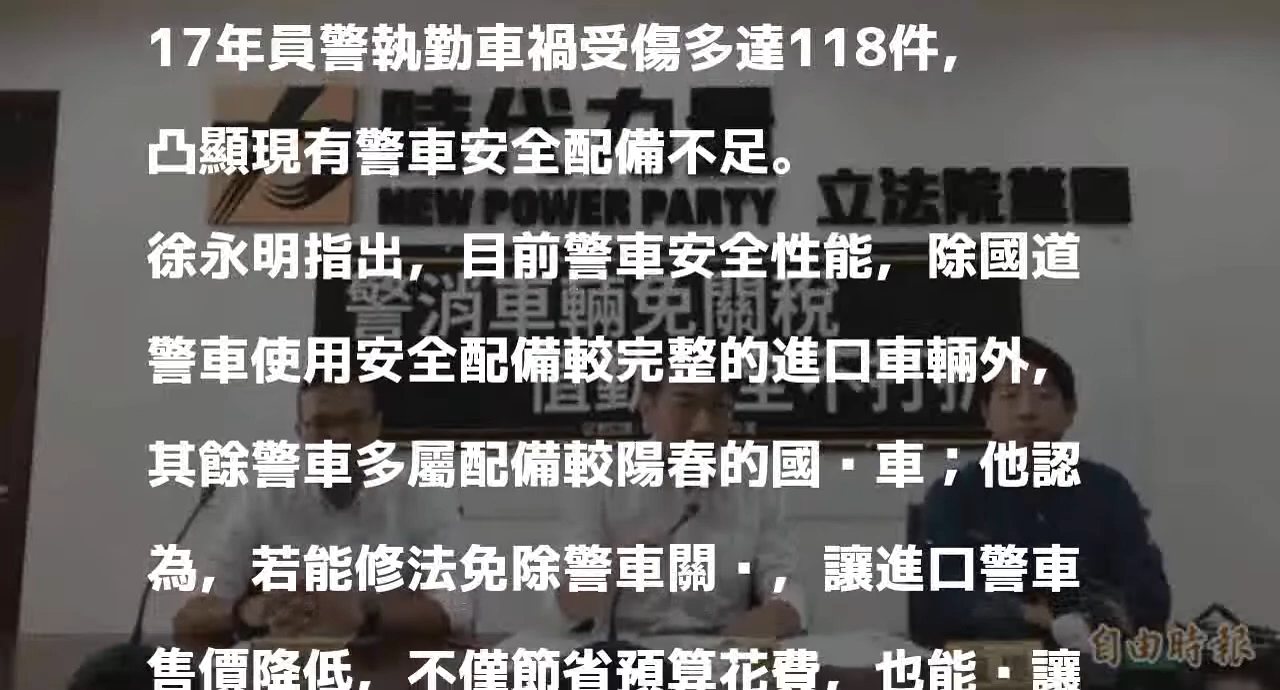 17年員警執勤車禍受傷多達118件，
時代力量
凸顯現有警車安全配備不足。
NEW POWER PARTY 立法院黨團
徐永明指出，目前警車安全性能，除國道
警消車輛免關稅
警車使用安全配備較完整的進口車輛外，
其餘警車多屬配備較陽春的國▪車；他認
為，若能修法免除警車關▪，讓進口警車
自由時報
售價降低，不僅節省預算花費，也能▪讓